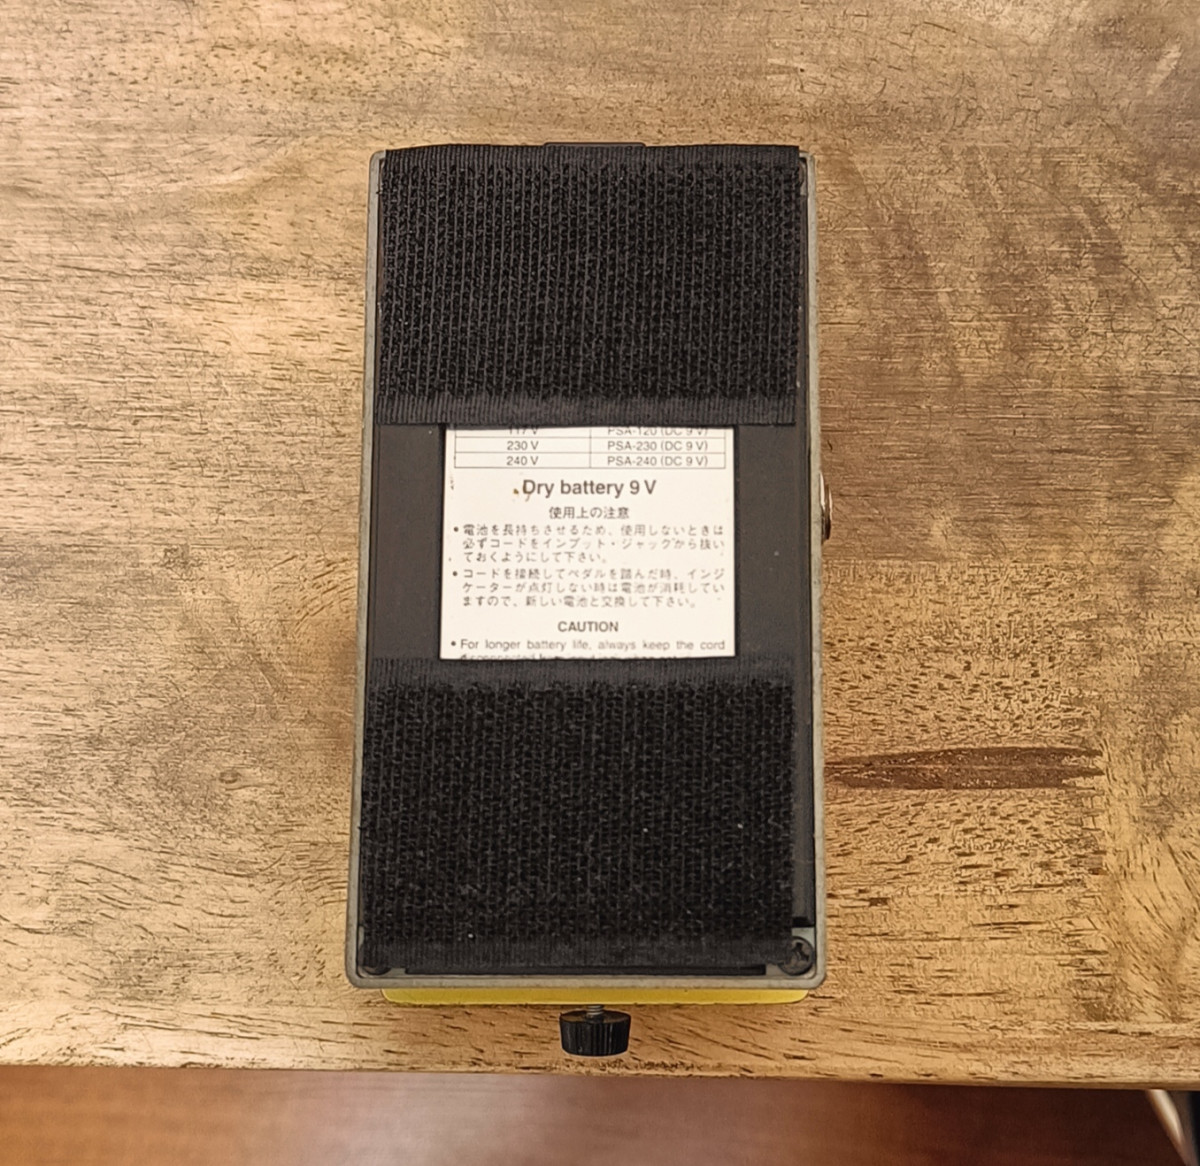 117 V PSA-120 (DC 9 V)
230 V PSA-230 (DC 9 V)
240 V PSA-240 (DC 9 V)
Dry battery 9 V
使用上の注意
• 電池を長持ちさせるため、使用しないときは
必ずコードをインプット・ジャックから抜い
ておくようにして下さい。
• コードを接続してペダルを踏んだ時、インジ
ケーターが点灯しない時は電池が消耗してい
ますので、新しい電池と交換して下さい。
CAUTION
• For longer battery life, always keep the cord